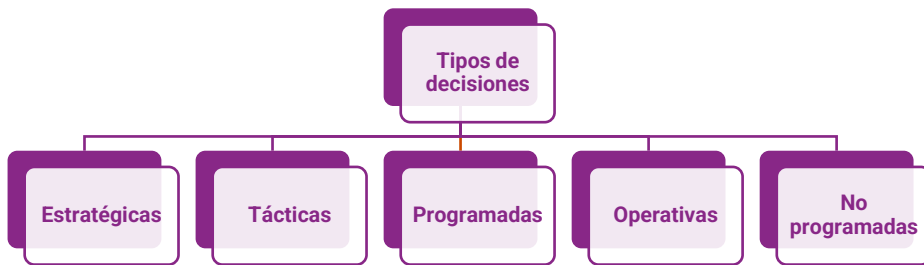 Tipos de
decisiones
Estratégicas
Tácticas
Programadas
Operativas
No
programadas